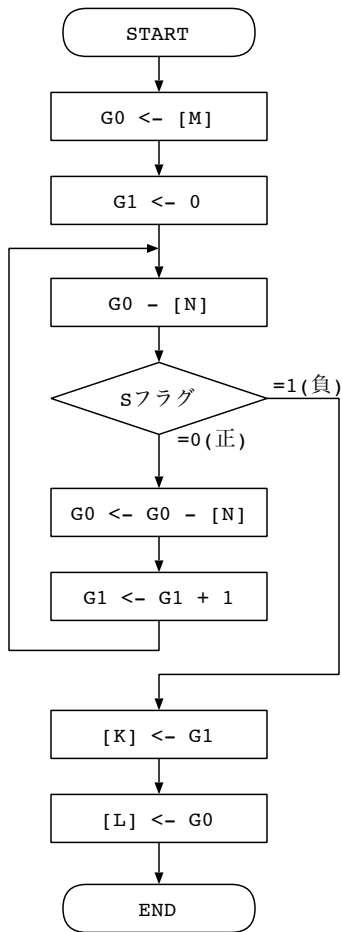 START
G0 <- [M]
G1 <- 0
G0 - [N]
Sフラグ
=1(負)
=0(正)
G0 <- G0 - [N]
G1 <- G1 + 1
[K] <- G1
[L] <- G0
END